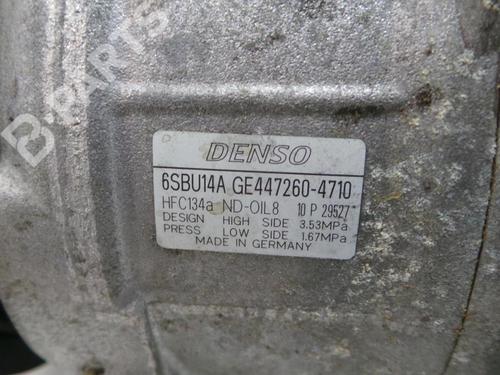 B-PARTS
DENSO
6SBU14A GE447260-4710
HFC134a ND-OIL8 10 P 29527
DESIGN HIGH SIDE 3.53MPa
PRESS LOW SIDE 1.67MPa
MADE IN GERMANY